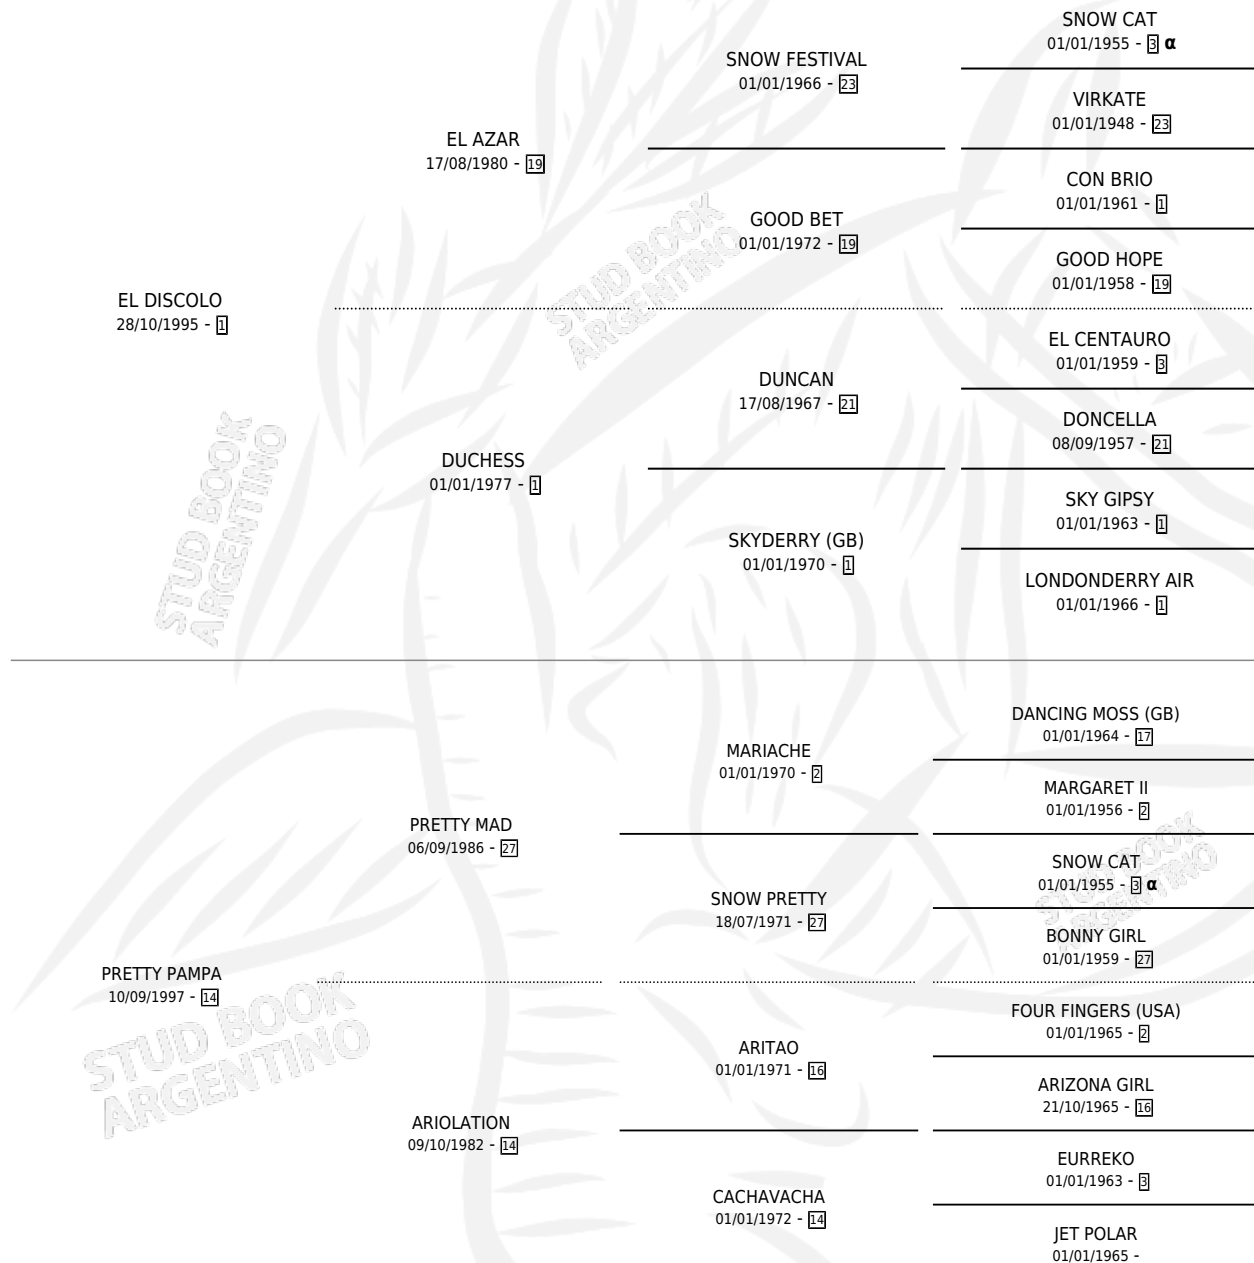 SNOW CAT
01/01/1955 - 3 α
SNOW FESTIVAL
01/01/1966 - 23
VIRKATE
01/01/1948 - 23
EL AZAR
17/08/1980 - 19
CON BRIO
01/01/1961 - 1
GOOD BET
01/01/1972 - 19
GOOD HOPE
01/01/1958 - 19
EL DISCOLO
28/10/1995 - 1
EL CENTAURO
01/01/1959 - 3
DUNCAN
17/08/1967 - 21
DONCELLA
08/09/1957 - 21
DUCHESS
01/01/1977 - 1
SKY GIPSY
01/01/1963 - 1
SKYDERRY (GB)
01/01/1970 - 1
LONDONDERRY AIR
01/01/1966 - 1
DANCING MOSS (GB)
01/01/1964 - 17
MARIACHE
01/01/1970 - 2
MARGARET II
01/01/1956 - 2
PRETTY MAD
06/09/1986 - 27
SNOW CAT
01/01/1955 - 3 α
SNOW PRETTY
18/07/1971 - 27
BONNY GIRL
01/01/1959 - 27
PRETTY PAMPA
10/09/1997 - 14
FOUR FINGERS (USA)
01/01/1965 - 2
ARITAO
01/01/1971 - 16
ARIZONA GIRL
21/10/1965 - 16
ARIOLATION
09/10/1982 - 14
EURREKO
01/01/1963 - 3
CACHAVACHA
01/01/1972 - 14
JET POLAR
01/01/1965 -
STUD BOOK
ARGENTINO
STUD BOOK
ARGENTINO
STUD BOOK
ARGENTINO
STUD BOOK
ARGENTINO